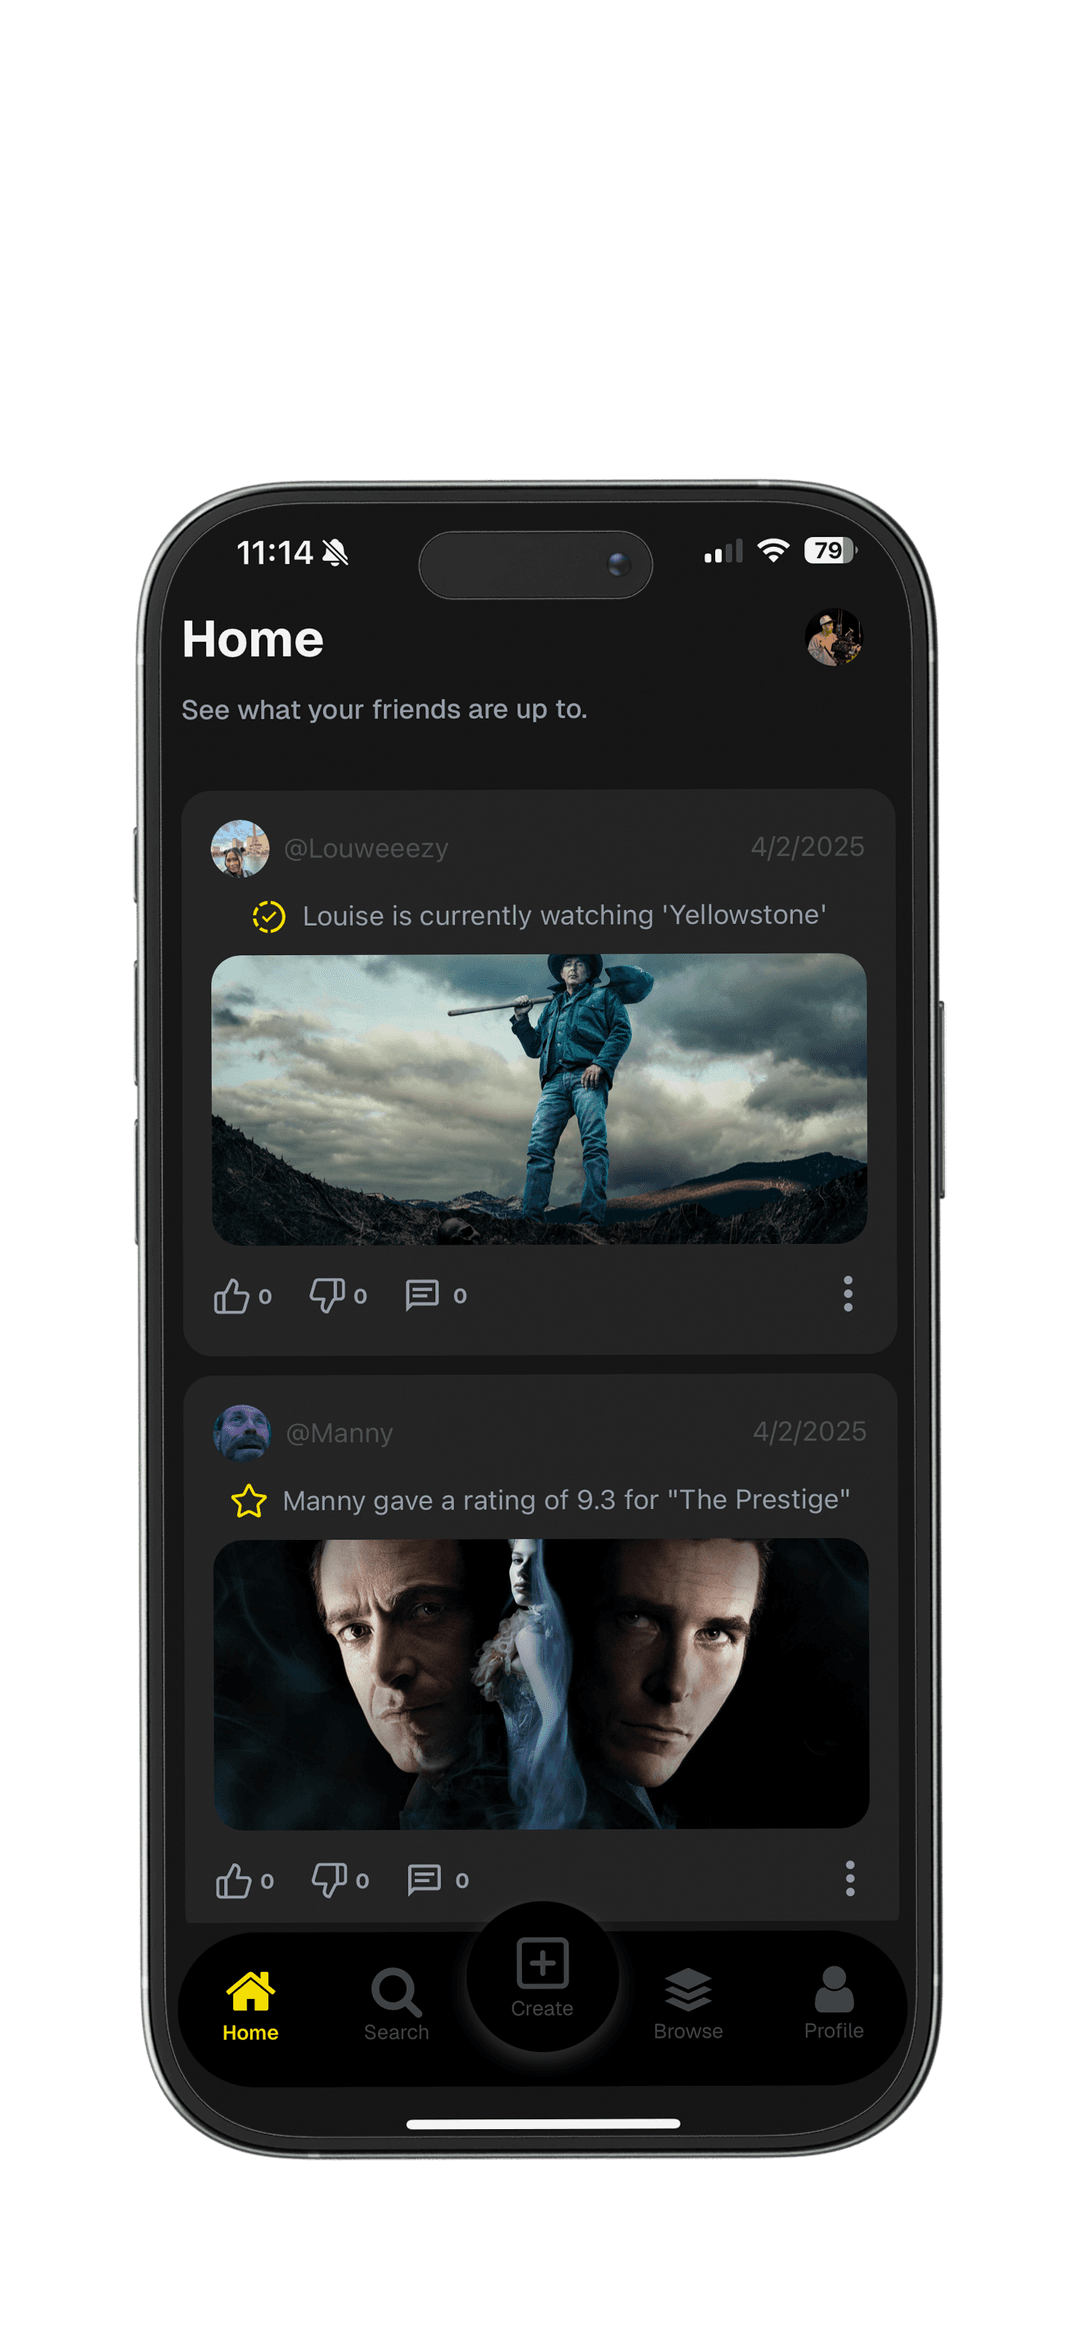 11:14
79
Home
See what your friends are up to.
@Louweeezy
4/2/2025
Louise is currently watching 'Yellowstone'
0
0
0
@Manny
4/2/2025
Manny gave a rating of 9.3 for "The Prestige"
0
0
0
Home
Search
Create
Browse
Profile